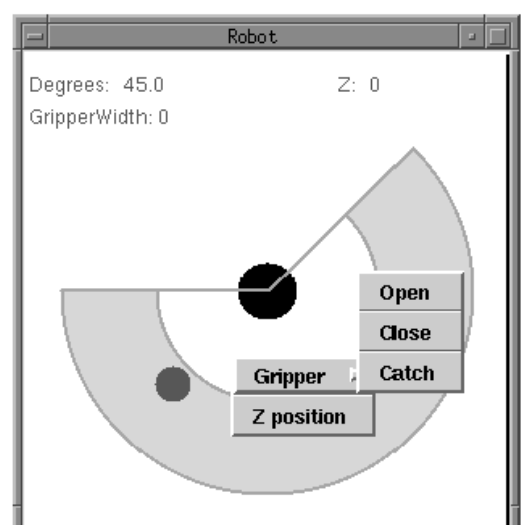 Robot
Degrees: 45.0 Z: 0
GripperWidth: 0
Open
Close
Gripper Catch
Z position